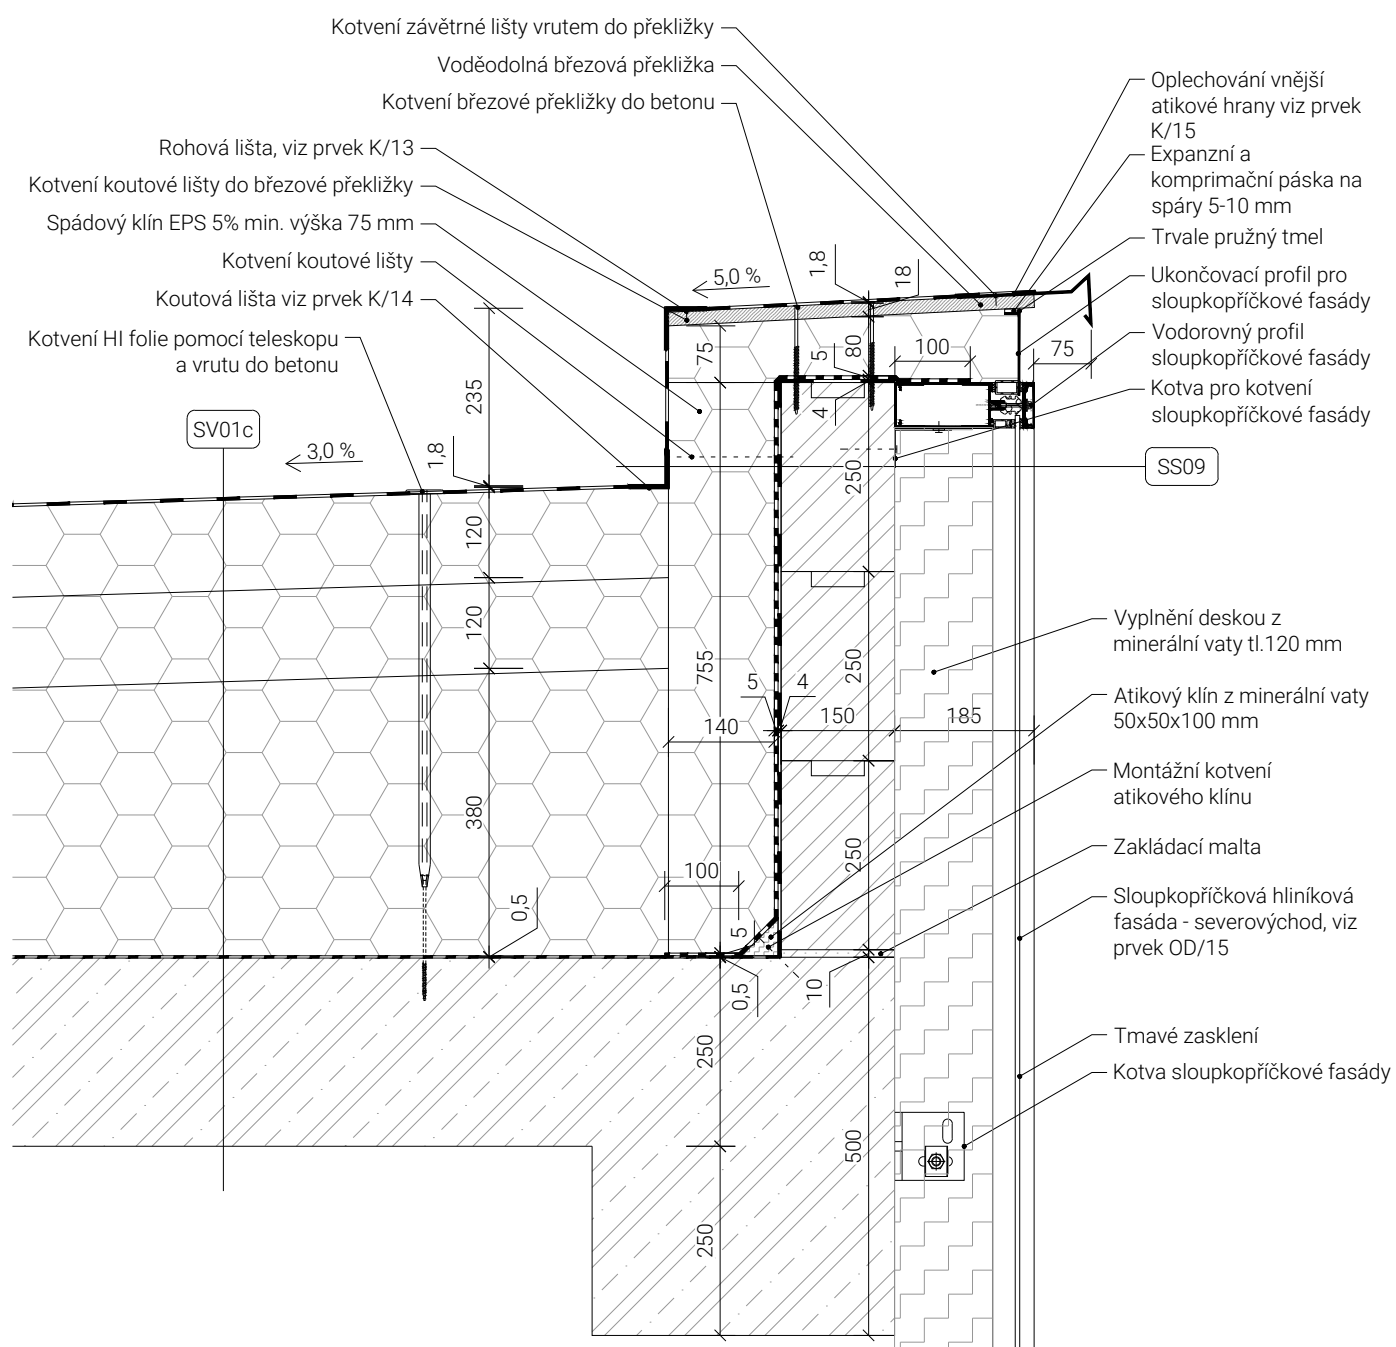 Kotvení závětrné lišty vrutem do překližky
Voděodolná březová překližka
Kotvení březové překližky do betonu
Rohová lišta, viz prvek K/13
Kotvení koutové lišty do březové překližky
Spádový klín EPS 5% min. výška 75 mm
Kotvení koutové lišty
Koutová lišta viz prvek K/14
Kotvení HI folie pomocí teleskopu
a vrutu do betonu
SV01c
3,0 %
5,0 %
Oplechování vnější
atikové hrany viz prvek
K/15
Expanzní a
komprimační páska na
spáry 5-10 mm
Trvale pružný tmel
Ukončovací profil pro
sloupkopříčkové fasády
Vodorovný profil
sloupkopříčkové fasády
Kotva pro kotvení
sloupkopříčkové fasády
SS09
Vyplnění deskou z
minerální vaty tl.120 mm
Atikový klín z minerální vaty
50x50x100 mm
Montážní kotvení
atikového klínu
Zakládací malta
Sloupkopříčková hliníková
fasáda - severovýchod, viz
prvek OD/15
Tmavé zasklení
Kotva sloupkopříčkové fasády
1,8
18
75
5
80
100
75
4
235
1,8
250
120
120
755
250
5
4
140
150
185
380
100
250
0,5
5
0,5
10
250
500
250